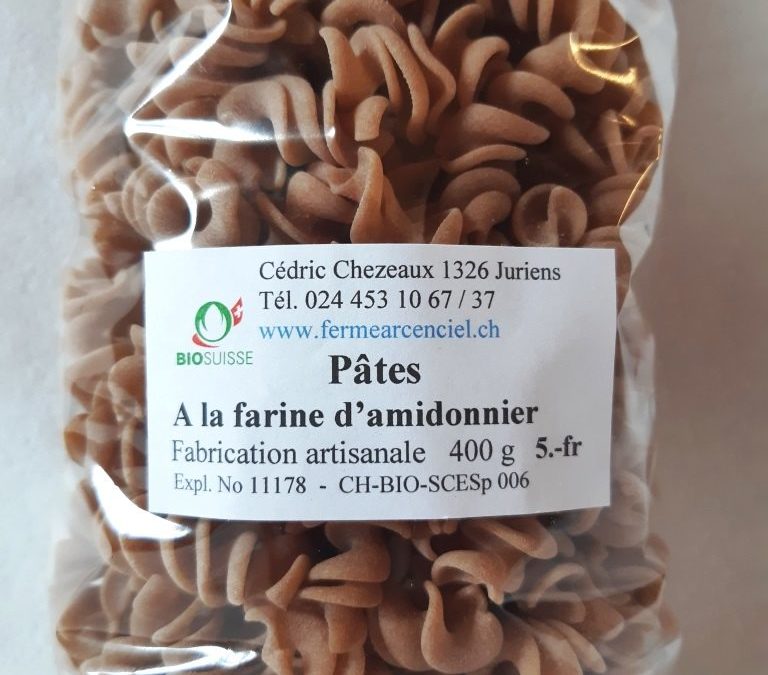 Cédric Chezeaux 1326 Juriens
Tél. 024 453 10 67 / 37
www.fermearcenciel.ch
BIOSUISSE
Pâtes
A la farine d’amidonnier
Fabrication artisanale 400 g 5.-fr
Expl. No 11178 - CH-BIO-SCESp 006